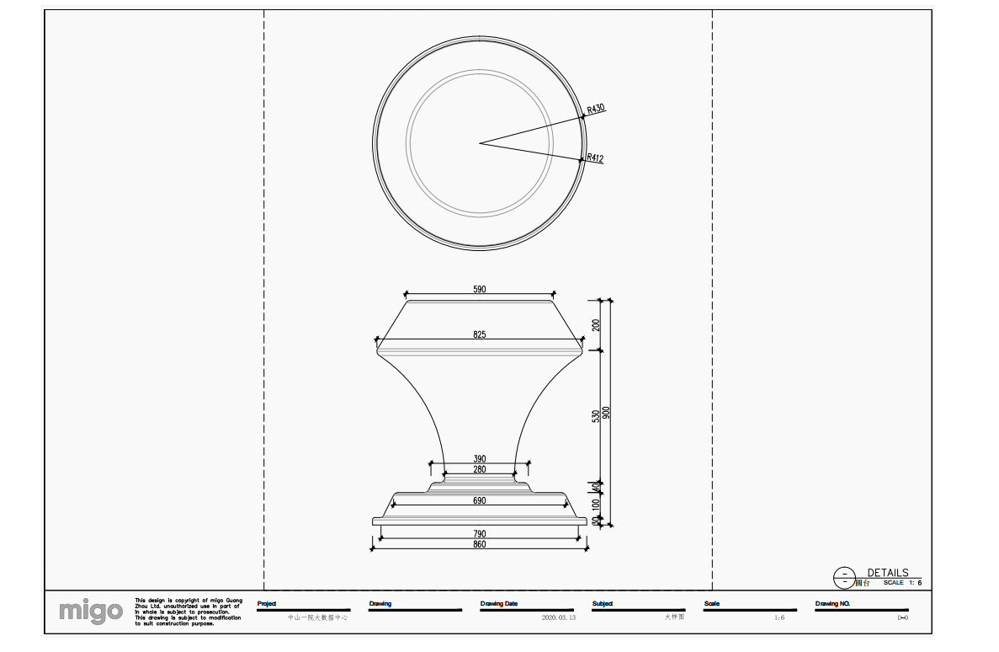 R430
R412
590
825
200
530
900
390
280
40
690
100
30
790
860
DETAILS
圆台 SCALE 1: 6
migo
This design is copyright of migo Guang
Zhou Ltd. unauthorized use in part of
in whole is subject to prosecution.
This drawing is subject to modification
to suit construction purpose.
Project
中山一院大数据中心
Drawing
Drawing Date
2020.03.13
Subject
大样图
Scale
1:6
Drawing NO.
D-0